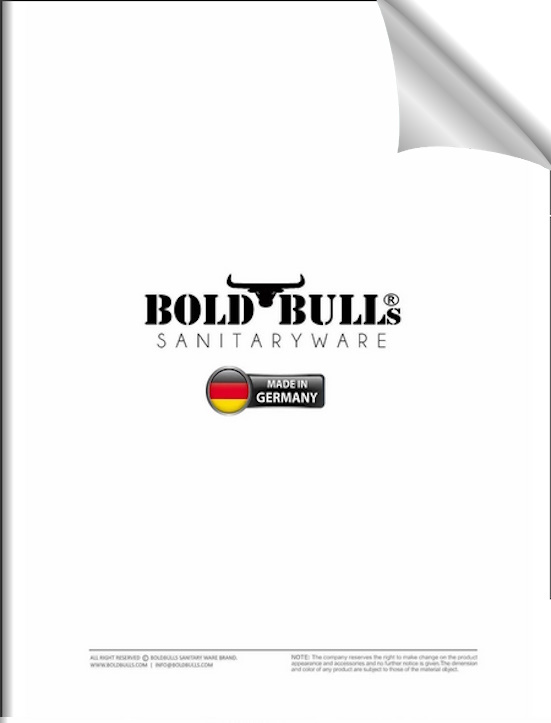 BOLD BULLs®
SANITARYWARE
MADE IN
GERMANY
ALL RIGHT RESERVED © BOLDBULLS SANITARY WARE BRAND.
WWW.BOLDBULLS.COM | INFO@BOLDBULLS.COM
NOTE: The company reserves the right to make change on the product
appearance and accessories and no further notice is given.The dimension
and color of any product are subject to those of the material object.